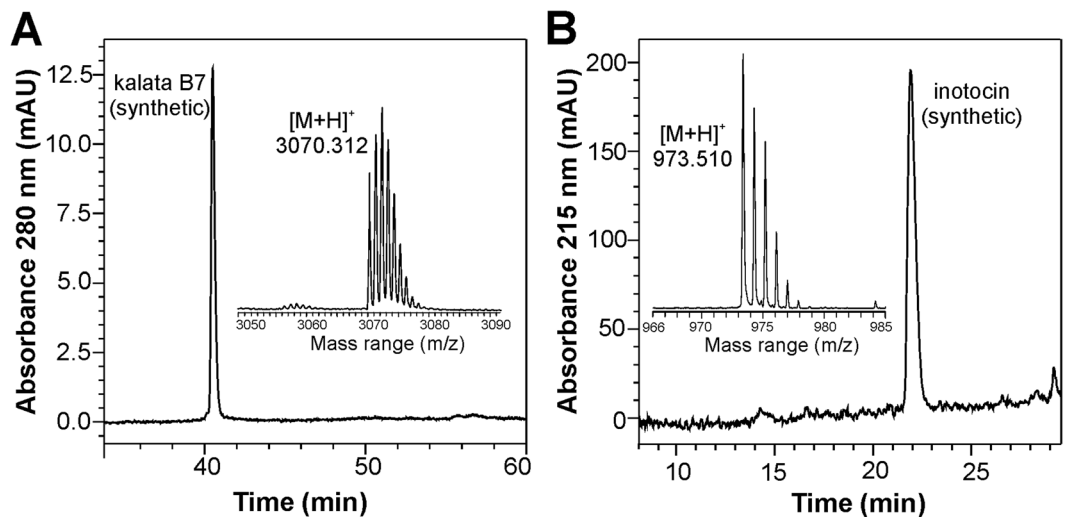 A
Absorbance 280 nm (mAU)
12.5
10.0
7.5
5.0
2.5
0.0
kalata B7
(synthetic)
[M+H]+
3070.312
3050 3060 3070 3080 3090
Mass range (m/z)
40 50 60
Time (min)
B
Absorbance 215 nm (mAU)
200
150
100
50
0
[M+H]+
973.510
inotocin
(synthetic)
966 970 975 980 985
Mass range (m/z)
10 15 20 25
Time (min)